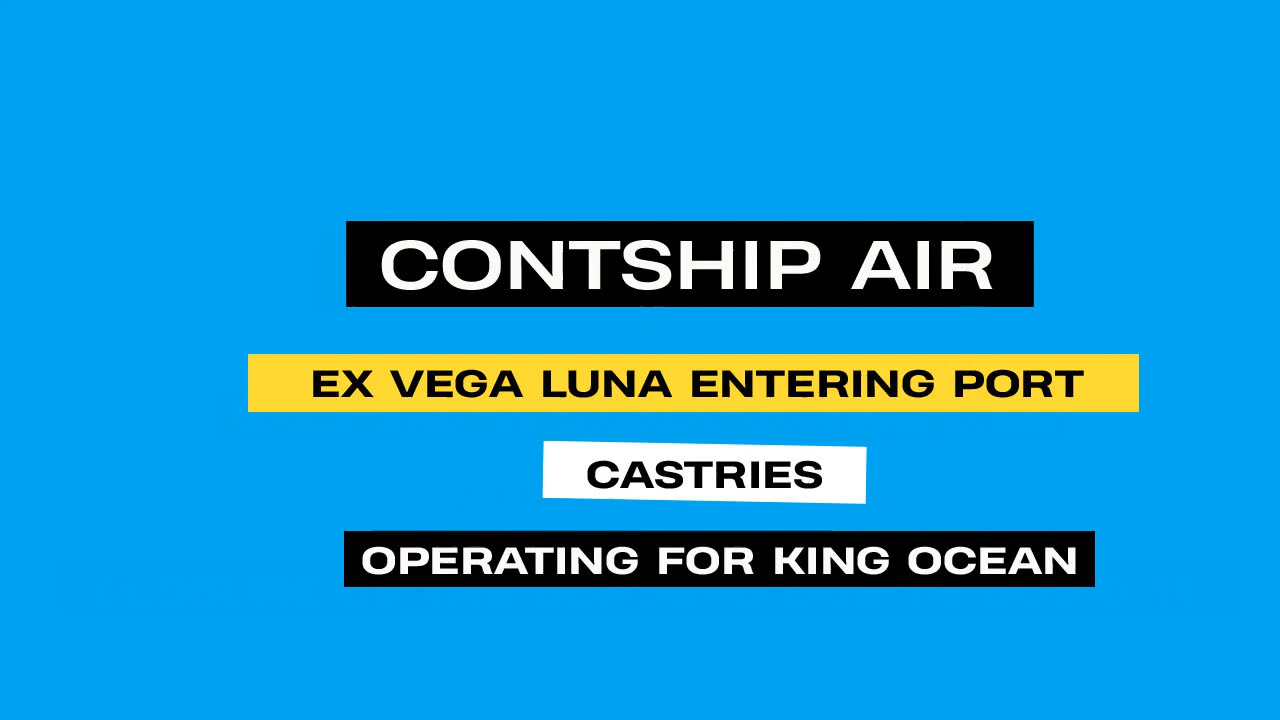 CONTSHIP AIR
EX VEGA LUNA ENTERING PORT
CASTRIES
OPERATING FOR KING OCEAN